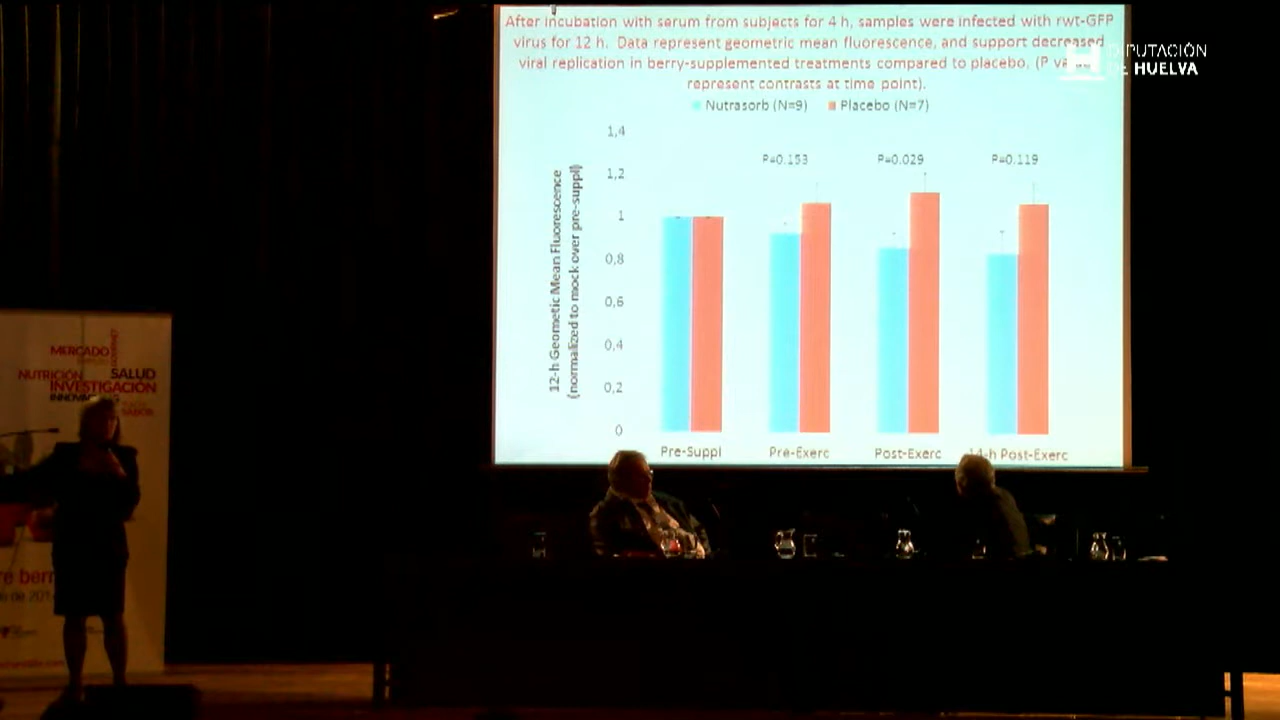 After incubation with serum from subjects for 4 h, samples were infected with rwt-GFP
virus for 12 h. Data represent geometric mean fluorescence, and support decreased
viral replication in berry-supplemented treatments compared to placebo, (P
represent contrasts at time point).
DIPUTACIÓN
DE HUELVA
Nutrasorb (N=9) Placebo (N=7)
12-h Geometic Mean Fluorescence
(normalized to mock over pre-suppl)
1,4
1,2
1
0,8
0,6
0,4
0,2
0
P=0.153 P=0.029 P=0.119
Pre-Suppl Pre-Exerc Post-Exerc 14-h Post-Exerc
MERCADO
NUTRICIÓN SALUD
INVESTIGACIÓN
SABOR